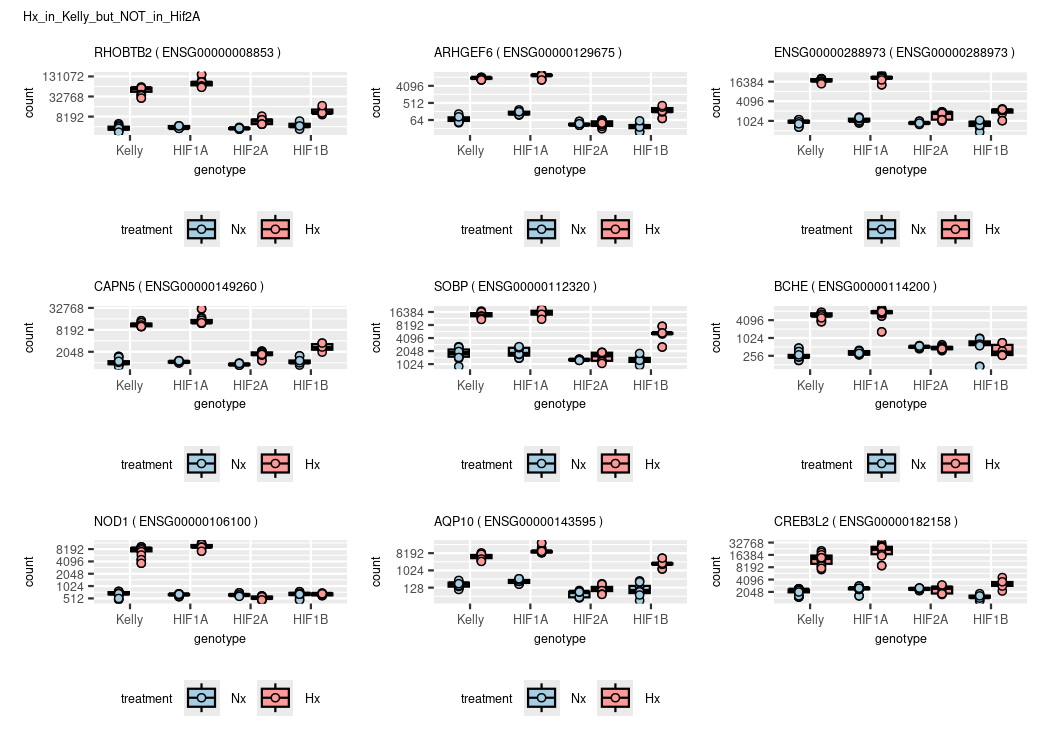 Hx_in_Kelly_but_NOT_in_Hif2A
RHOBTB2 ( ENSG00000008853 )
131072
32768
8192
count
Kelly HIF1A HIF2A HIF1B
genotype
treatment Nx Hx
ARHGEF6 ( ENSG00000129675 )
4096
512
64
count
Kelly HIF1A HIF2A HIF1B
genotype
treatment Nx Hx
ENSG00000288973 ( ENSG00000288973 )
16384
4096
1024
count
Kelly HIF1A HIF2A HIF1B
genotype
treatment Nx Hx
CAPN5 ( ENSG00000149260 )
32768
8192
2048
count
Kelly HIF1A HIF2A HIF1B
genotype
treatment Nx Hx
SOBP ( ENSG00000112320 )
16384
8192
4096
2048
1024
count
Kelly HIF1A HIF2A HIF1B
genotype
treatment Nx Hx
BCHE ( ENSG00000114200 )
4096
1024
256
count
Kelly HIF1A HIF2A HIF1B
genotype
treatment Nx Hx
NOD1 ( ENSG00000106100 )
8192
4096
2048
1024
512
count
Kelly HIF1A HIF2A HIF1B
genotype
treatment Nx Hx
AQP10 ( ENSG00000143595 )
8192
1024
128
count
Kelly HIF1A HIF2A HIF1B
genotype
treatment Nx Hx
CREB3L2 ( ENSG00000182158 )
32768
16384
8192
4096
2048
count
Kelly HIF1A HIF2A HIF1B
genotype